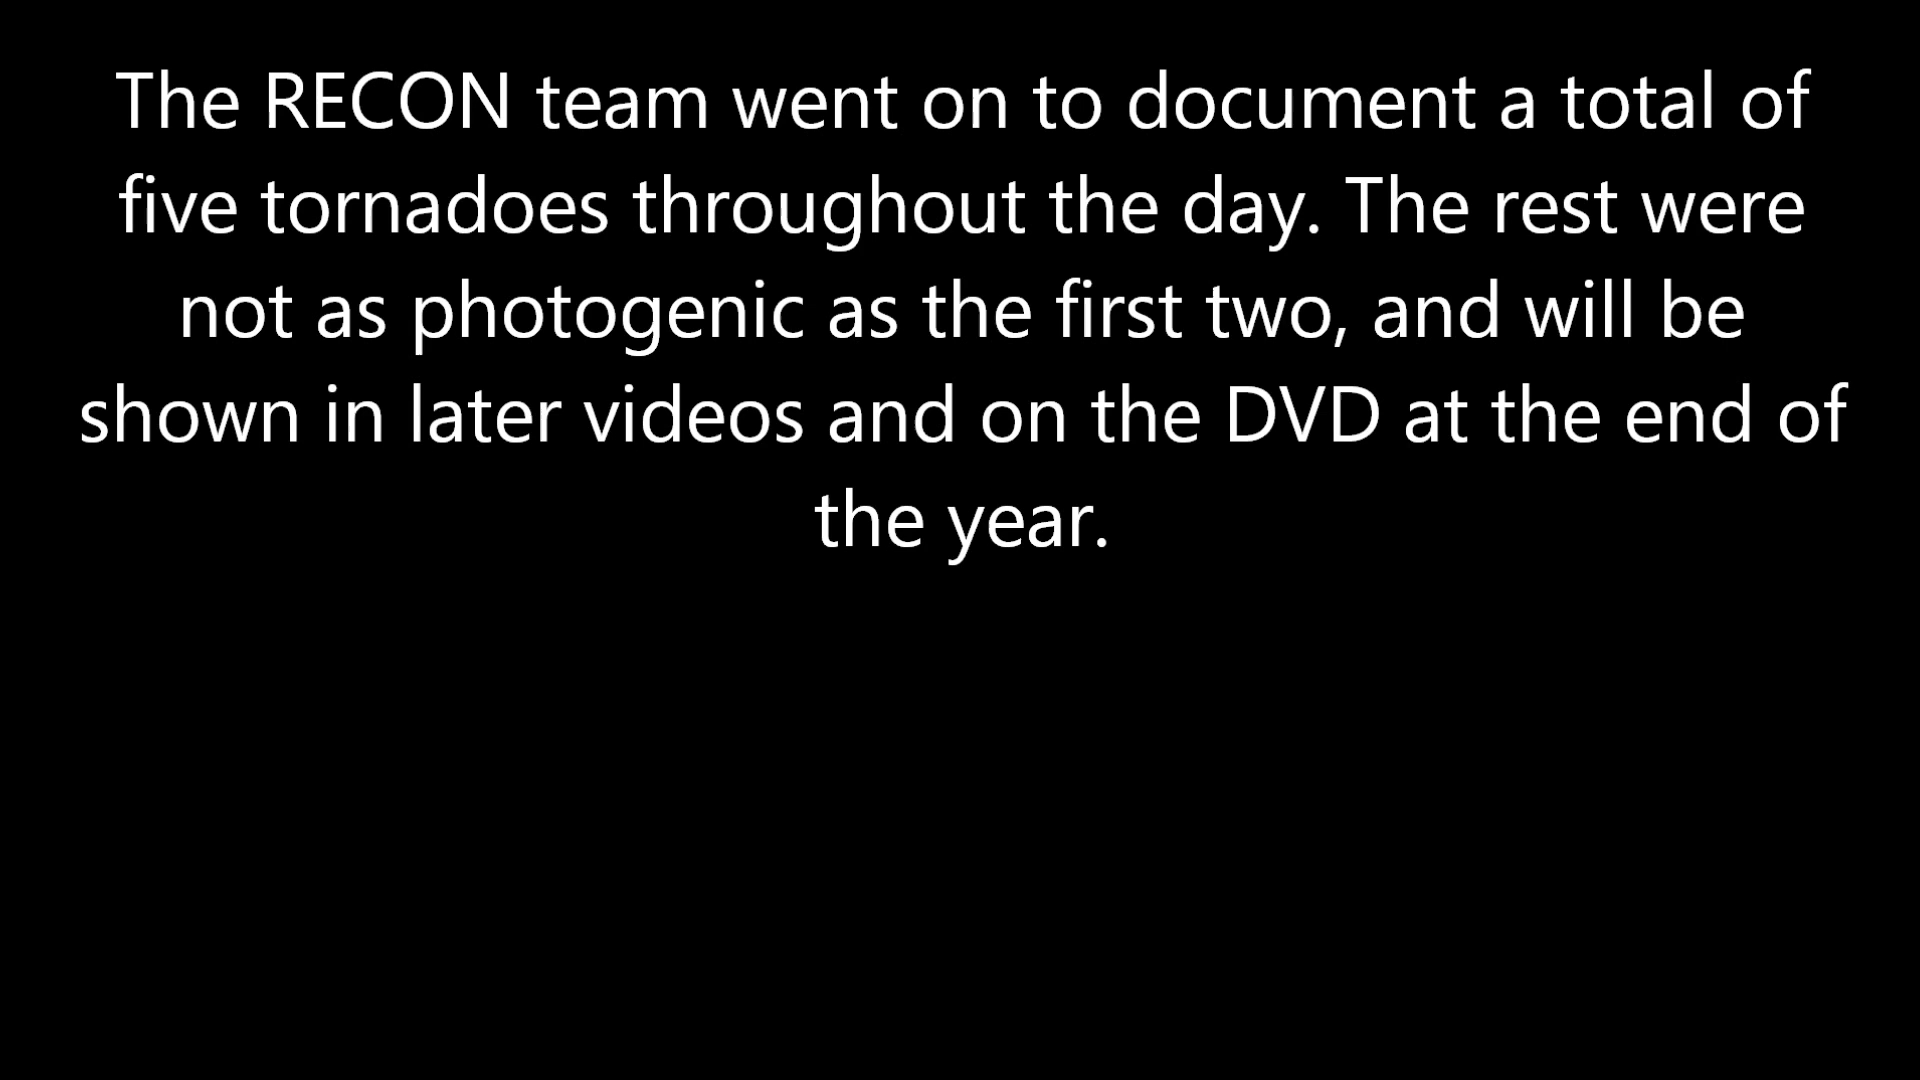 The RECON team went on to document a total of
five tornadoes throughout the day. The rest were
not as photogenic as the first two, and will be
shown in later videos and on the DVD at the end of
the year.